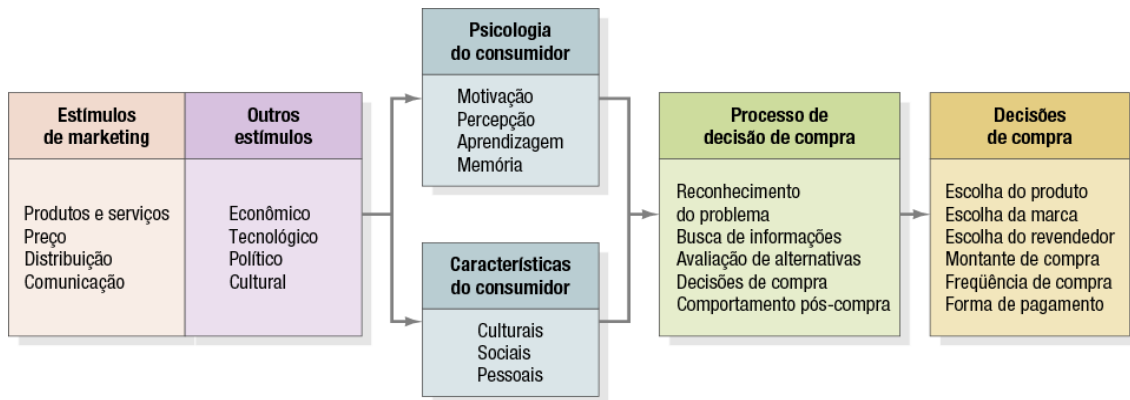 Estímulos
de marketing
Produtos e serviços
Preço
Distribuição
Comunicação
Outros
estímulos
Econômico
Tecnológico
Político
Cultural
Psicologia
do consumidor
Motivação
Percepção
Aprendizagem
Memória
Características
do consumidor
Culturais
Sociais
Pessoais
Processo de
decisão de compra
Reconhecimento
do problema
Busca de informações
Avaliação de alternativas
Decisões de compra
Comportamento pós-compra
Decisões
de compra
Escolha do produto
Escolha da marca
Escolha do revendedor
Montante de compra
Freqüência de compra
Forma de pagamento